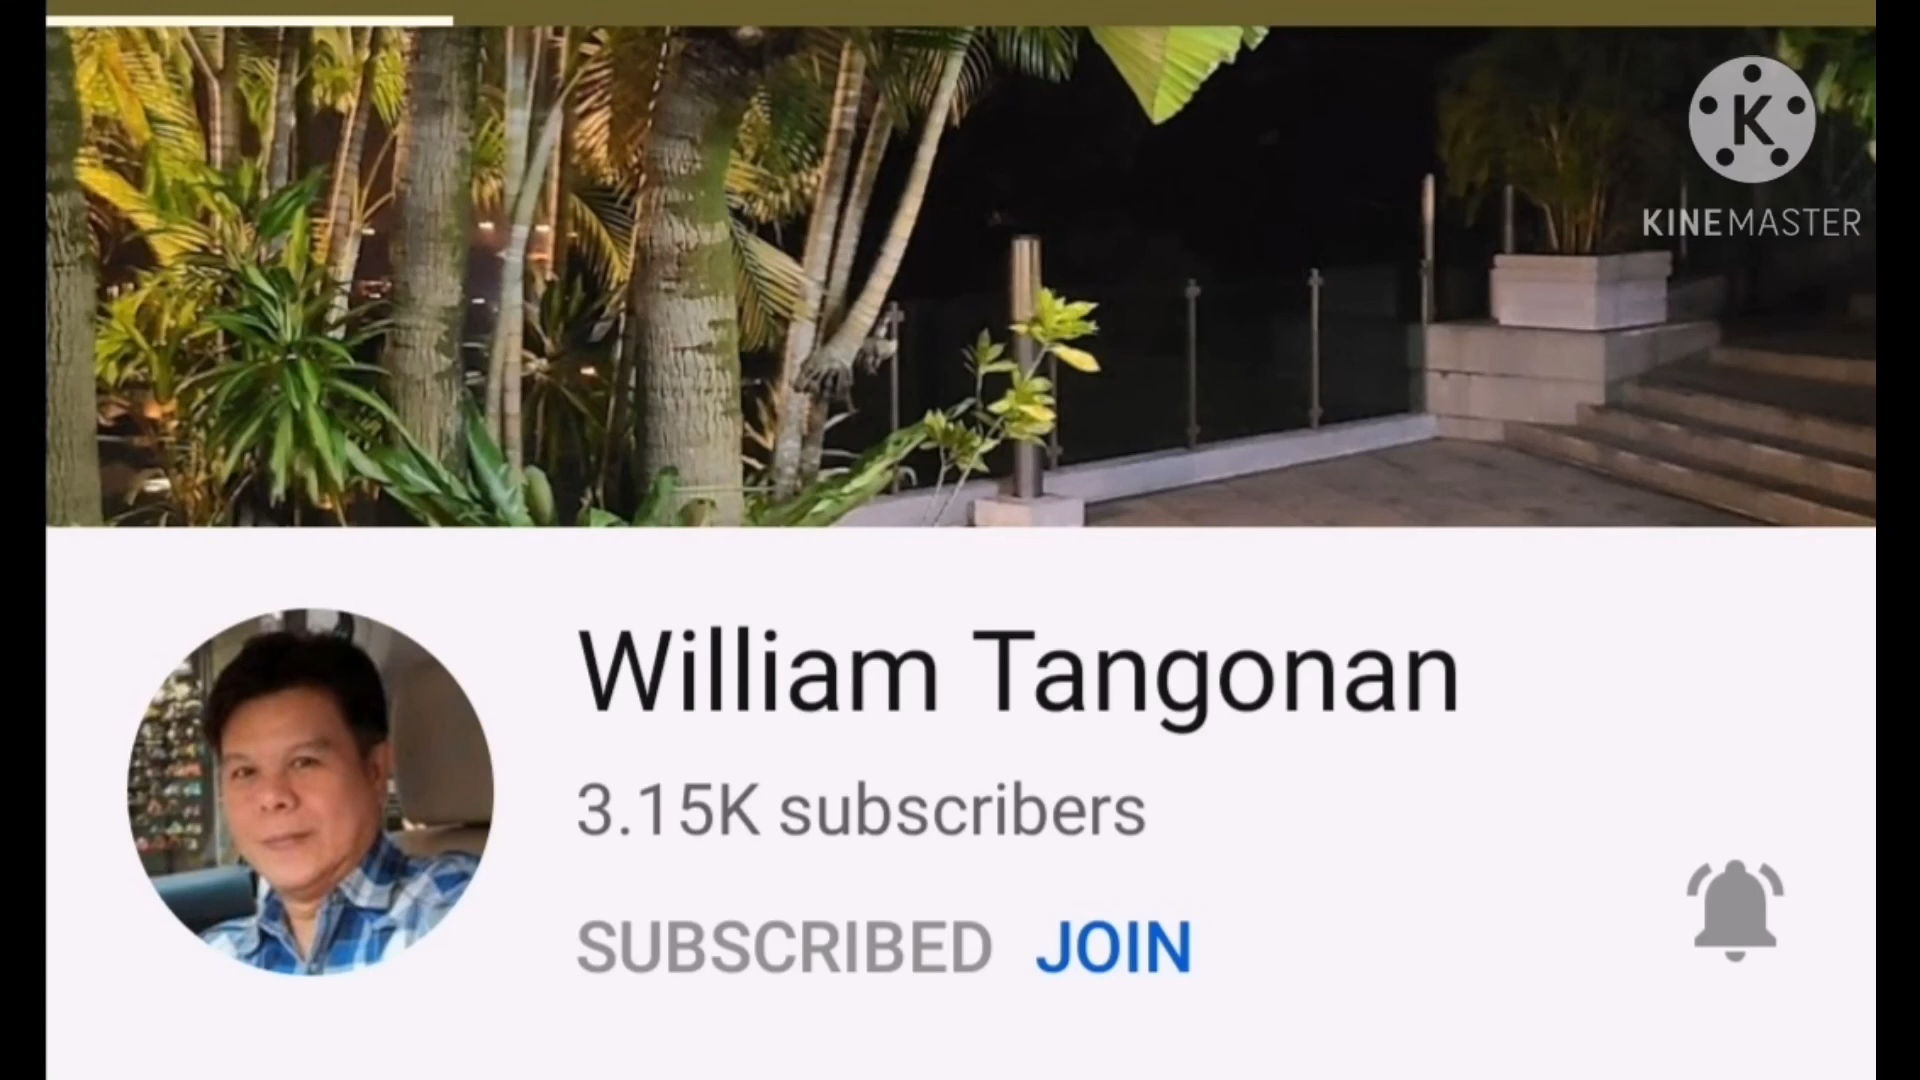 K
KINEMASTER
William Tangonan
3.15K subscribers
SUBSCRIBED JOIN